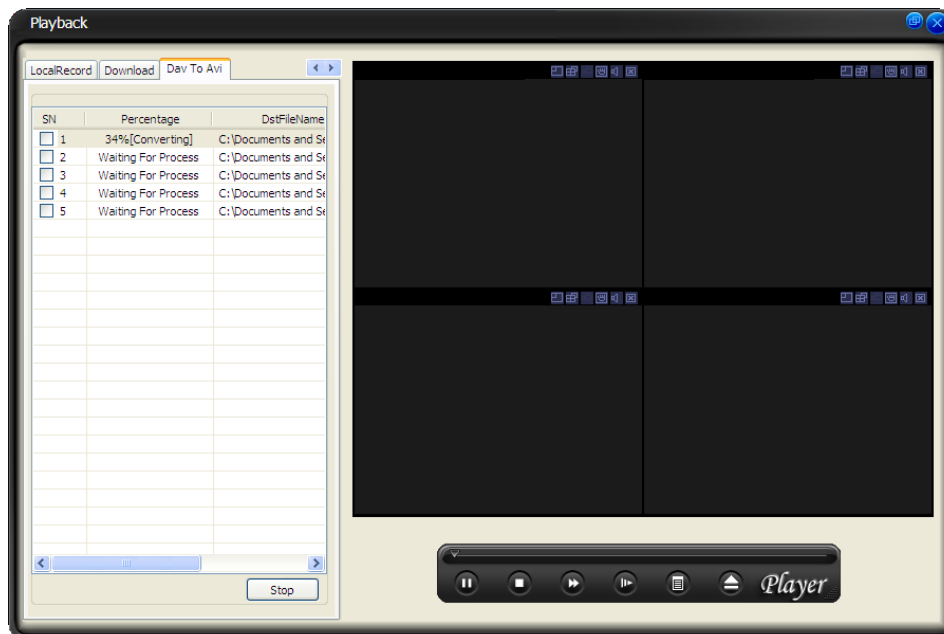 Playback
LocalRecord Download Dav To Avi
SN Percentage DstFileName
1 34%[Converting] C:\Documents and Se
2 Waiting For Process C:\Documents and Se
3 Waiting For Process C:\Documents and Se
4 Waiting For Process C:\Documents and Se
5 Waiting For Process C:\Documents and Se
Stop
Player